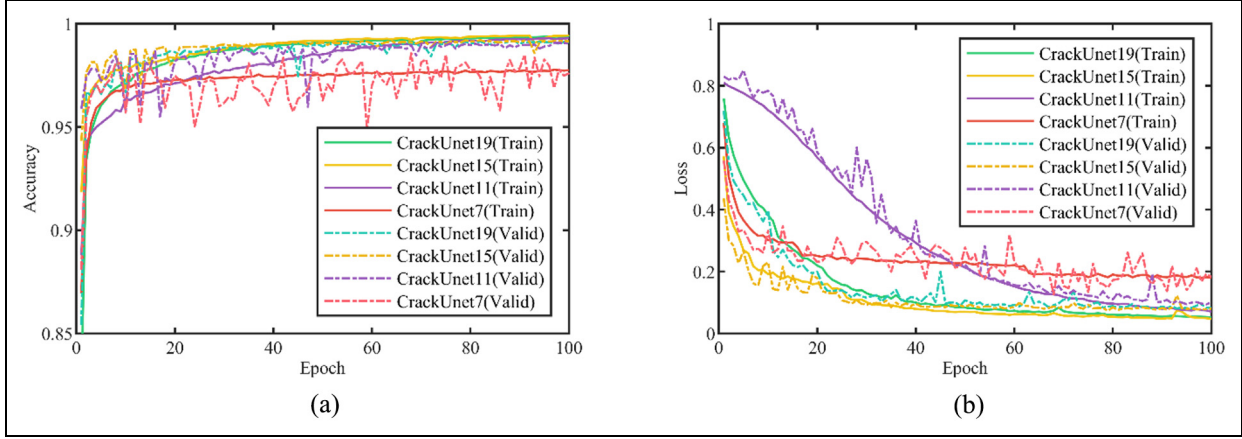 1
0.95
0.9
0.85
Accuracy
0 20 40 60 80 100
Epoch
CrackUnet19(Train)
CrackUnet15(Train)
CrackUnet11(Train)
CrackUnet7(Train)
CrackUnet19(Valid)
CrackUnet15(Valid)
CrackUnet11(Valid)
CrackUnet7(Valid)
(a)
1
0.8
0.6
0.4
0.2
0
Loss
0 20 40 60 80 100
Epoch
CrackUnet19(Train)
CrackUnet15(Train)
CrackUnet11(Train)
CrackUnet7(Train)
CrackUnet19(Valid)
CrackUnet15(Valid)
CrackUnet11(Valid)
CrackUnet7(Valid)
(b)